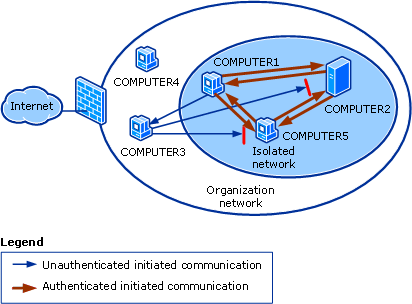 COMPUTER1
COMPUTER4
Internet
COMPUTER2
COMPUTER5
COMPUTER3
Isolated
network
Organization
network
Legend
Unauthenticated initiated communication
Authenticated initiated communication